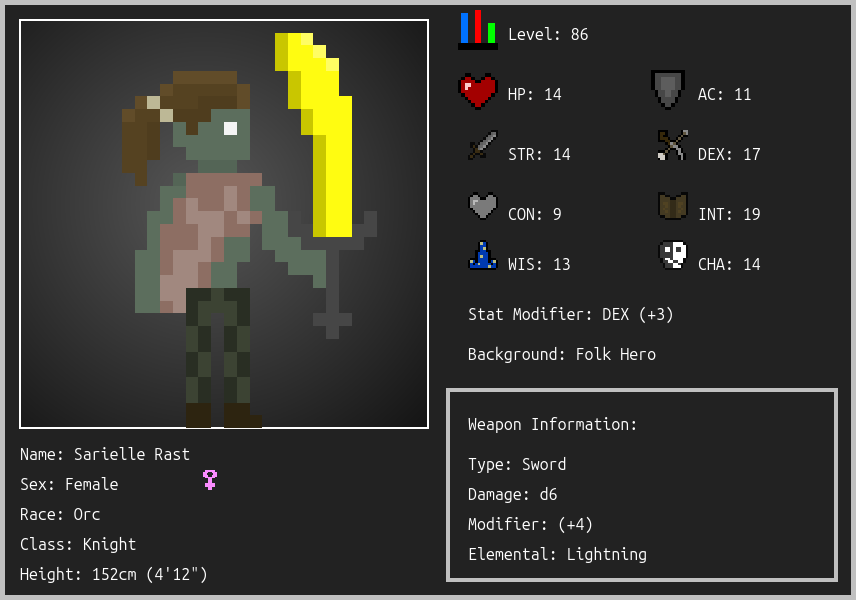 Level: 86
HP: 14
AC: 11
STR: 14
DEX: 17
CON: 9
INT: 19
WIS: 13
CHA: 14
Stat Modifier: DEX (+3)
Background: Folk Hero
Weapon Information:
Type: Sword
Damage: d6
Modifier: (+4)
Elemental: Lightning
Name: Sarielle Rast
Sex: Female
Race: Orc
Class: Knight
Height: 152cm (4'12")